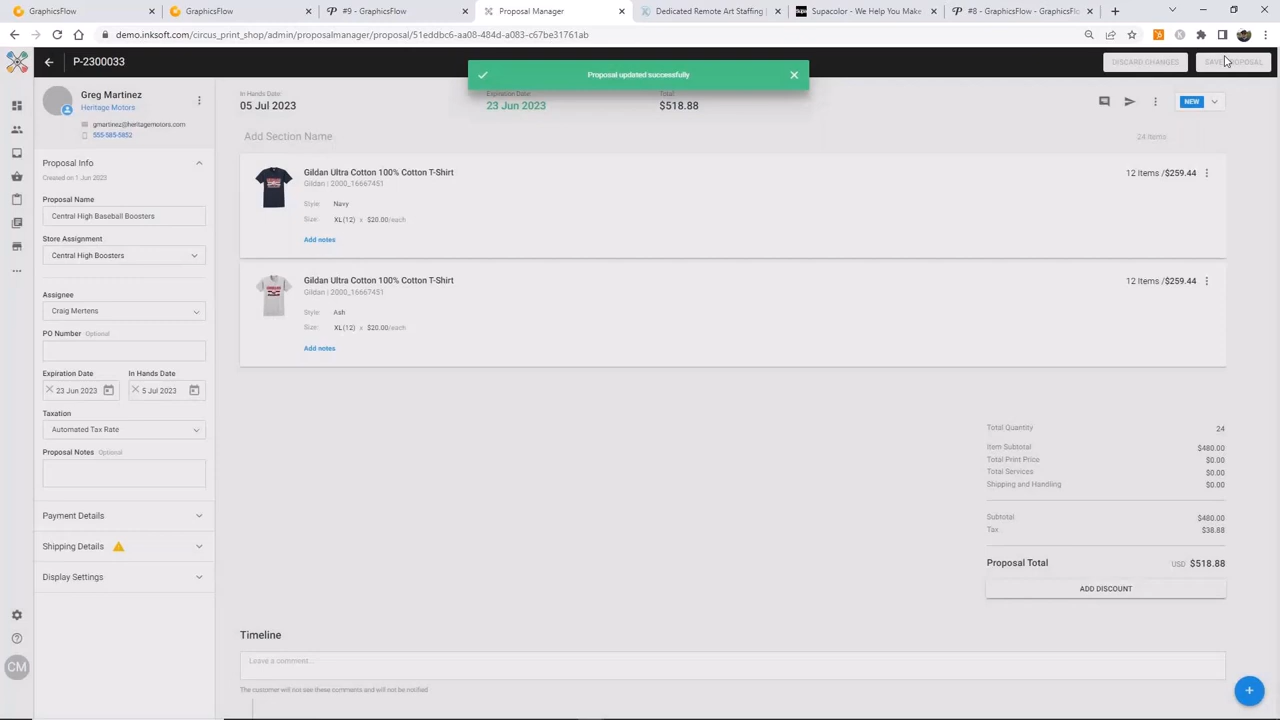 GraphicsFlow
GraphicsFlow
#9 - GraphicsFlow
Proposal Manager
Dedicated Remote Art Staffing |
Supacolor - We Help You Make
#8 - GraphicsFlow - GraphicsFlow
demo.inksoft.com/circus_print_shop/admin/proposalmanager/proposal/51eddbc6-aa08-484d-a083-c67be31761ab
P-2300033
DISCARD CHANGES
SAVE PROPOSAL
Proposal updated successfully
Greg Martinez
Heritage Motors
gmartinez@heritagemotors.com
555-585-5852
In Hands Date:
05 Jul 2023
Expiration Date:
23 Jun 2023
Total:
$518.88
NEW
Add Section Name
24 Items
Proposal Info
Created on 1 Jun 2023
Proposal Name
Central High Baseball Boosters
Store Assignment
Central High Boosters
Assignee
Craig Mertens
PO Number Optional
Expiration Date
In Hands Date
23 Jun 2023
5 Jul 2023
Taxation
Automated Tax Rate
Proposal Notes Optional
Payment Details
Shipping Details
Display Settings
CM
Gildan Ultra Cotton 100% Cotton T-Shirt
Gildan | 2000_16667451
Style: Navy
Size: XL(12) x $20.00/each
Add notes
12 Items /$259.44
Gildan Ultra Cotton 100% Cotton T-Shirt
Gildan | 2000_16667451
Style: Ash
Size: XL(12) x $20.00/each
Add notes
12 Items /$259.44
Total Quantity 24
Item Subtotal $480.00
Total Print Price $0.00
Total Services $0.00
Shipping and Handling $0.00
Subtotal $480.00
Tax $38.88
Proposal Total USD $518.88
ADD DISCOUNT
Timeline
Leave a comment...
The customer will not see these comments and will not be notified